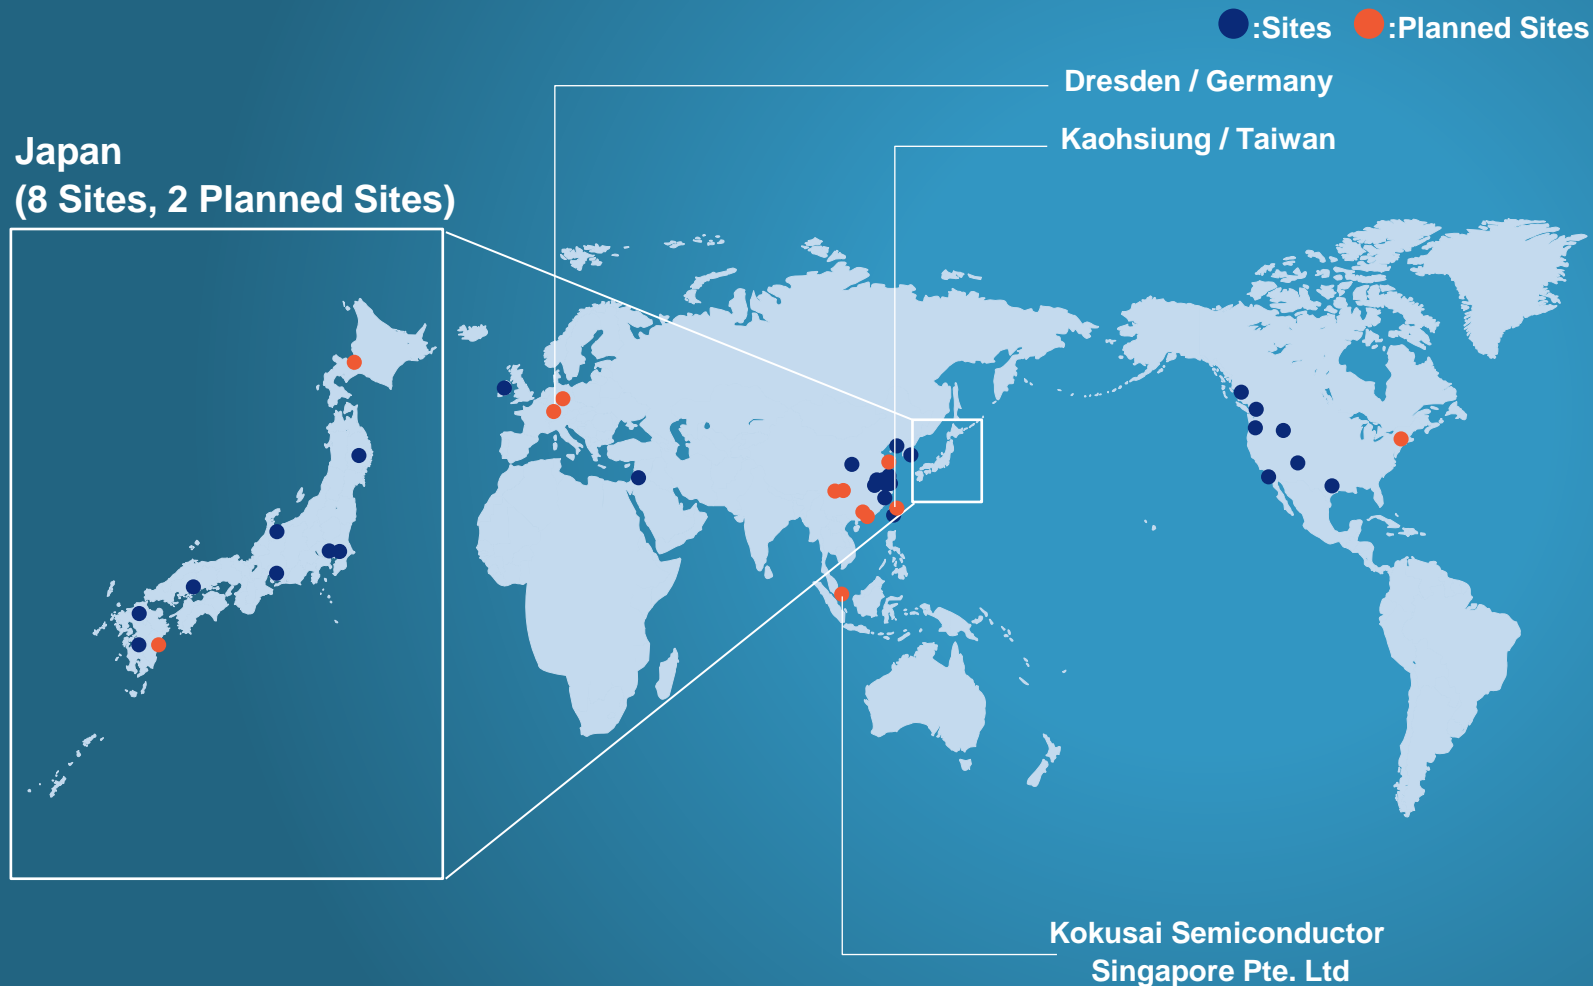 :Sites :Planned Sites
Dresden / Germany
Kaohsiung / Taiwan
Japan
(8 Sites, 2 Planned Sites)
Kokusai Semiconductor
Singapore Pte. Ltd